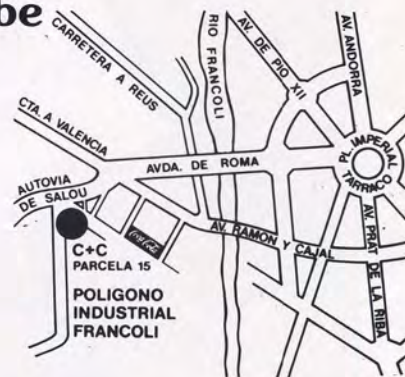 be
CARRETERA A REUS
RIO FRANCOLI
AV. DE PIO XII
AV. ANDORRA
CTA. A VALENCIA
AVDA. DE ROMA
PL. IMPERIAL
TARRACO
AUTOVIA
DE SALOU
AV. RAMON Y CAJAL
AV. PRAT
DE LA RIBA
C+C
PARCELA 15
POLIGONO
INDUSTRIAL
FRANCOLI